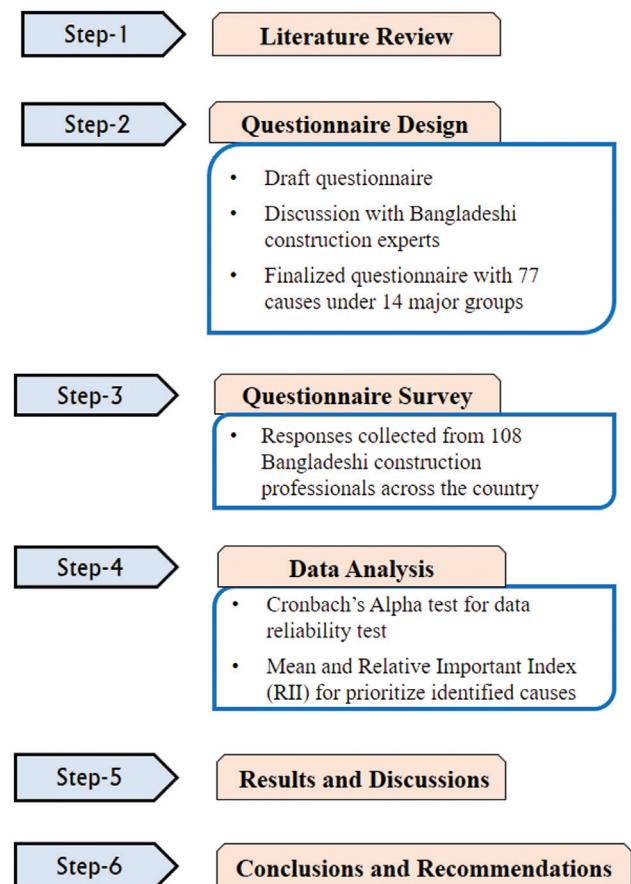 Step-1
Literature Review
Step-2
Questionnaire Design
• Draft questionnaire
• Discussion with Bangladeshi
construction experts
• Finalized questionnaire with 77
causes under 14 major groups
Step-3
Questionnaire Survey
• Responses collected from 108
Bangladeshi construction
professionals across the country
Step-4
Data Analysis
• Cronbach’s Alpha test for data
reliability test
• Mean and Relative Important Index
(RII) for prioritize identified causes
Step-5
Results and Discussions
Step-6
Conclusions and Recommendations